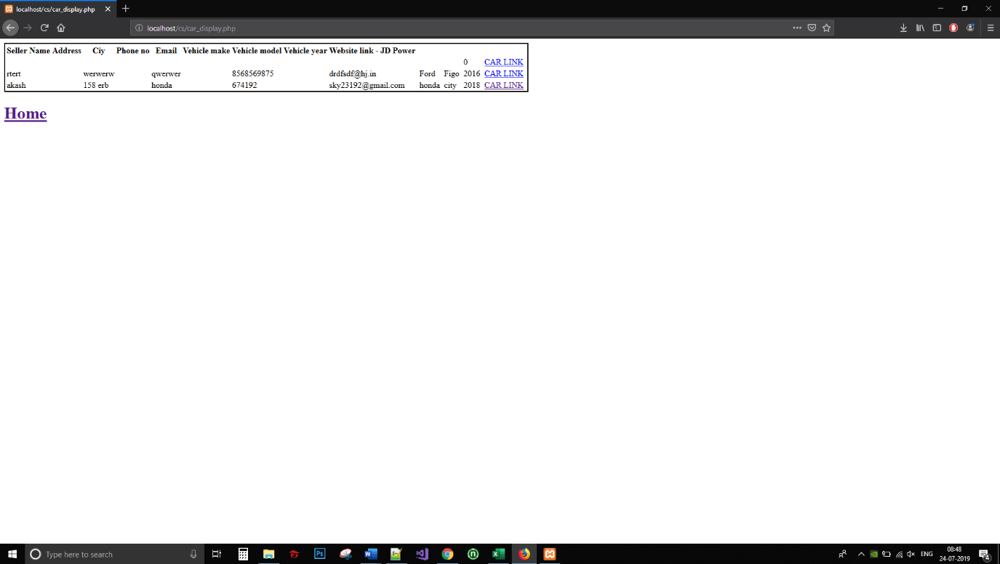 localhost/cs/car_display.php
localhost/cs/car_display.php
Seller Name Address Ciy Phone no Email Vehicle make Vehicle model Vehicle year Website link - JD Power
0 CAR LINK
rtert werwerw qwerwer 8568569875 drdfsdf@hj.in Ford Figo 2016 CAR LINK
akash 158 erb honda 674192 sky23192@gmail.com honda city 2018 CAR LINK
Home
Type here to search
Ps
W
n
X
ENG
08:48
24-07-2019
4